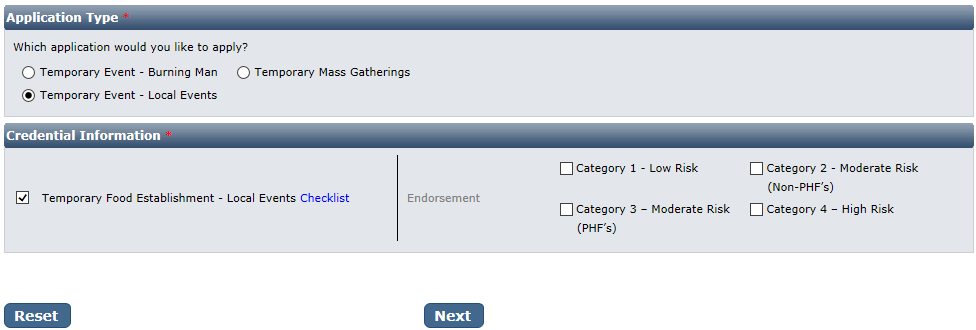 Application Type *
Which application would you like to apply?
Temporary Event - Burning Man Temporary Mass Gatherings
Temporary Event - Local Events
Credential Information *
Temporary Food Establishment - Local Events Checklist
Endorsement
Category 1 - Low Risk
Category 2 - Moderate Risk
(Non-PHF’s)
Category 3 – Moderate Risk
(PHF’s)
Category 4 – High Risk
Reset
Next